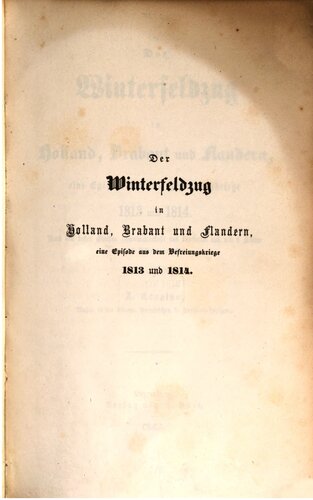 Der
Winterfeldzug
in
Holland, Brabant und Flandern,
eine Episode aus dem Befreiungskriege
1813 und 1814.